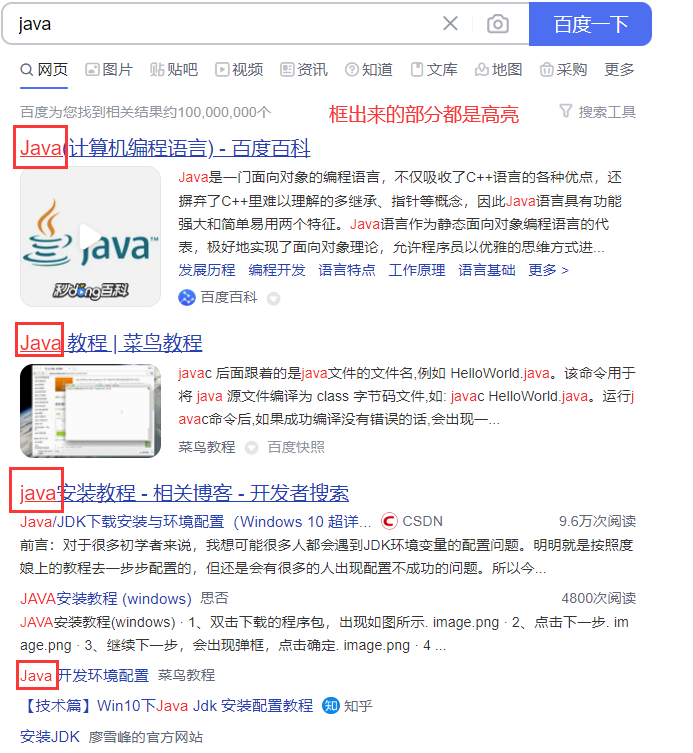 java
百度一下
网页 图片 贴吧 视频 资讯 知道 文库 地图 采购 更多
百度为您找到相关结果约100,000,000个
框出来的部分都是高亮
搜索工具
Java(计算机编程语言) - 百度百科
Java是一门面向对象的编程语言，不仅吸收了C++语言的各种优点，还
摒弃了C++里难以理解的多继承、指针等概念，因此Java语言具有功能
强大和简单易用两个特征。Java语言作为静态面向对象编程语言的代
表，极好地实现了面向对象理论，允许程序员以优雅的思维方式进...
发展历程 编程开发 语言特点 工作原理 语言基础 更多 >
Java™
秒dong百科
百度百科
Java 教程 | 菜鸟教程
javac 后面跟着的是java文件的文件名,例如 HelloWorld.java。该命令用于
将 java 源文件编译为 class 字节码文件,如: javac HelloWorld.java。运行j
avac命令后,如果成功编译没有错误的话,会出现一...
菜鸟教程 百度快照
java安装教程 - 相关博客 - 开发者搜索
Java/JDK下载安装与环境配置（Windows 10 超详... CSDN 9.6万次阅读
前言：对于很多初学者来说，我想可能很多人都会遇到JDK环境变量的配置问题。明明就是按照度
娘上的教程去一步步配置的，但还是会有很多的人出现配置不成功的问题。所以今...
JAVA安装教程 (windows) 思否 4800次阅读
JAVA安装教程(windows) · 1、双击下载的程序包，出现如图所示. image.png · 2、点击下一步. im
age.png · 3、继续下一步，会出现弹框，点击确定. image.png · 4 ...
Java 开发环境配置 菜鸟教程
【技术篇】Win10下Java Jdk 安装配置教程 知 知乎
安装JDK 廖雪峰的官方网站